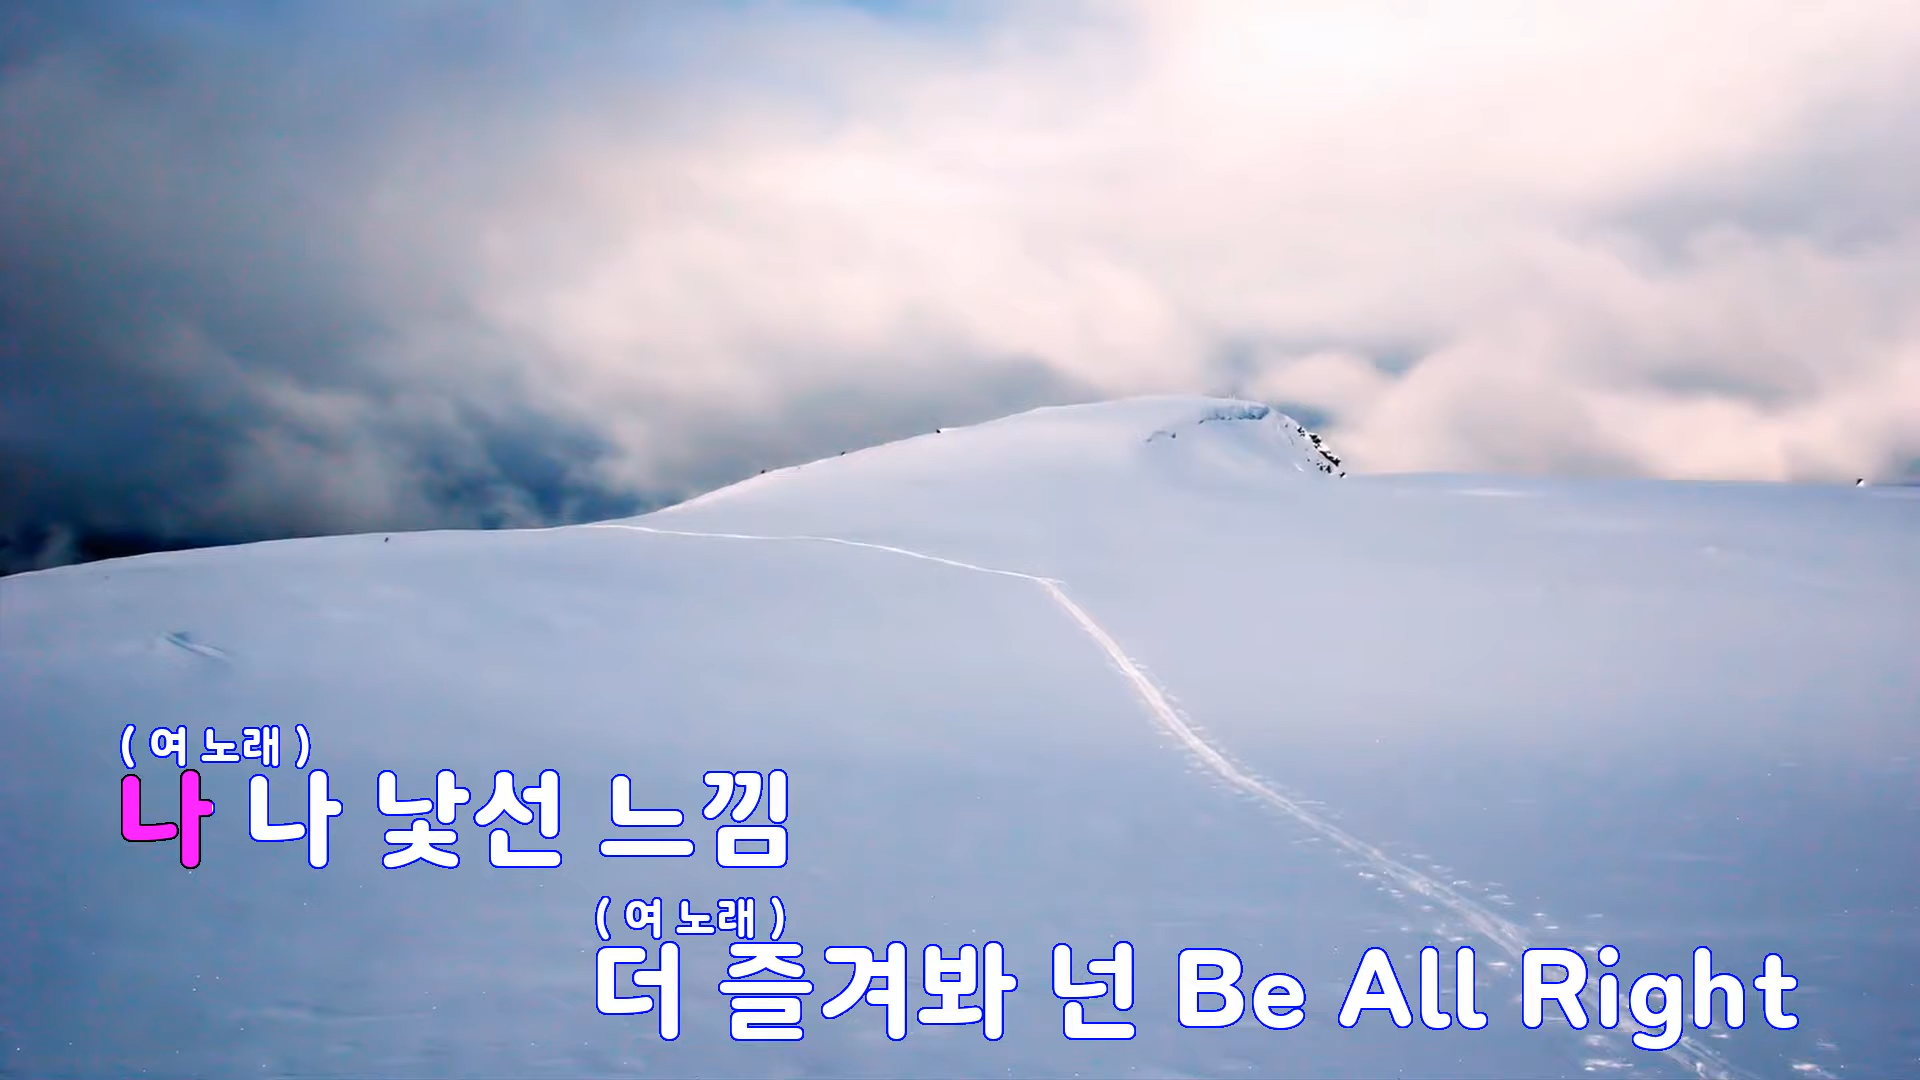 ( 여 노래 )
나 나 낯선 느낌
( 여 노래 )
더 즐겨봐 넌 Be All Right